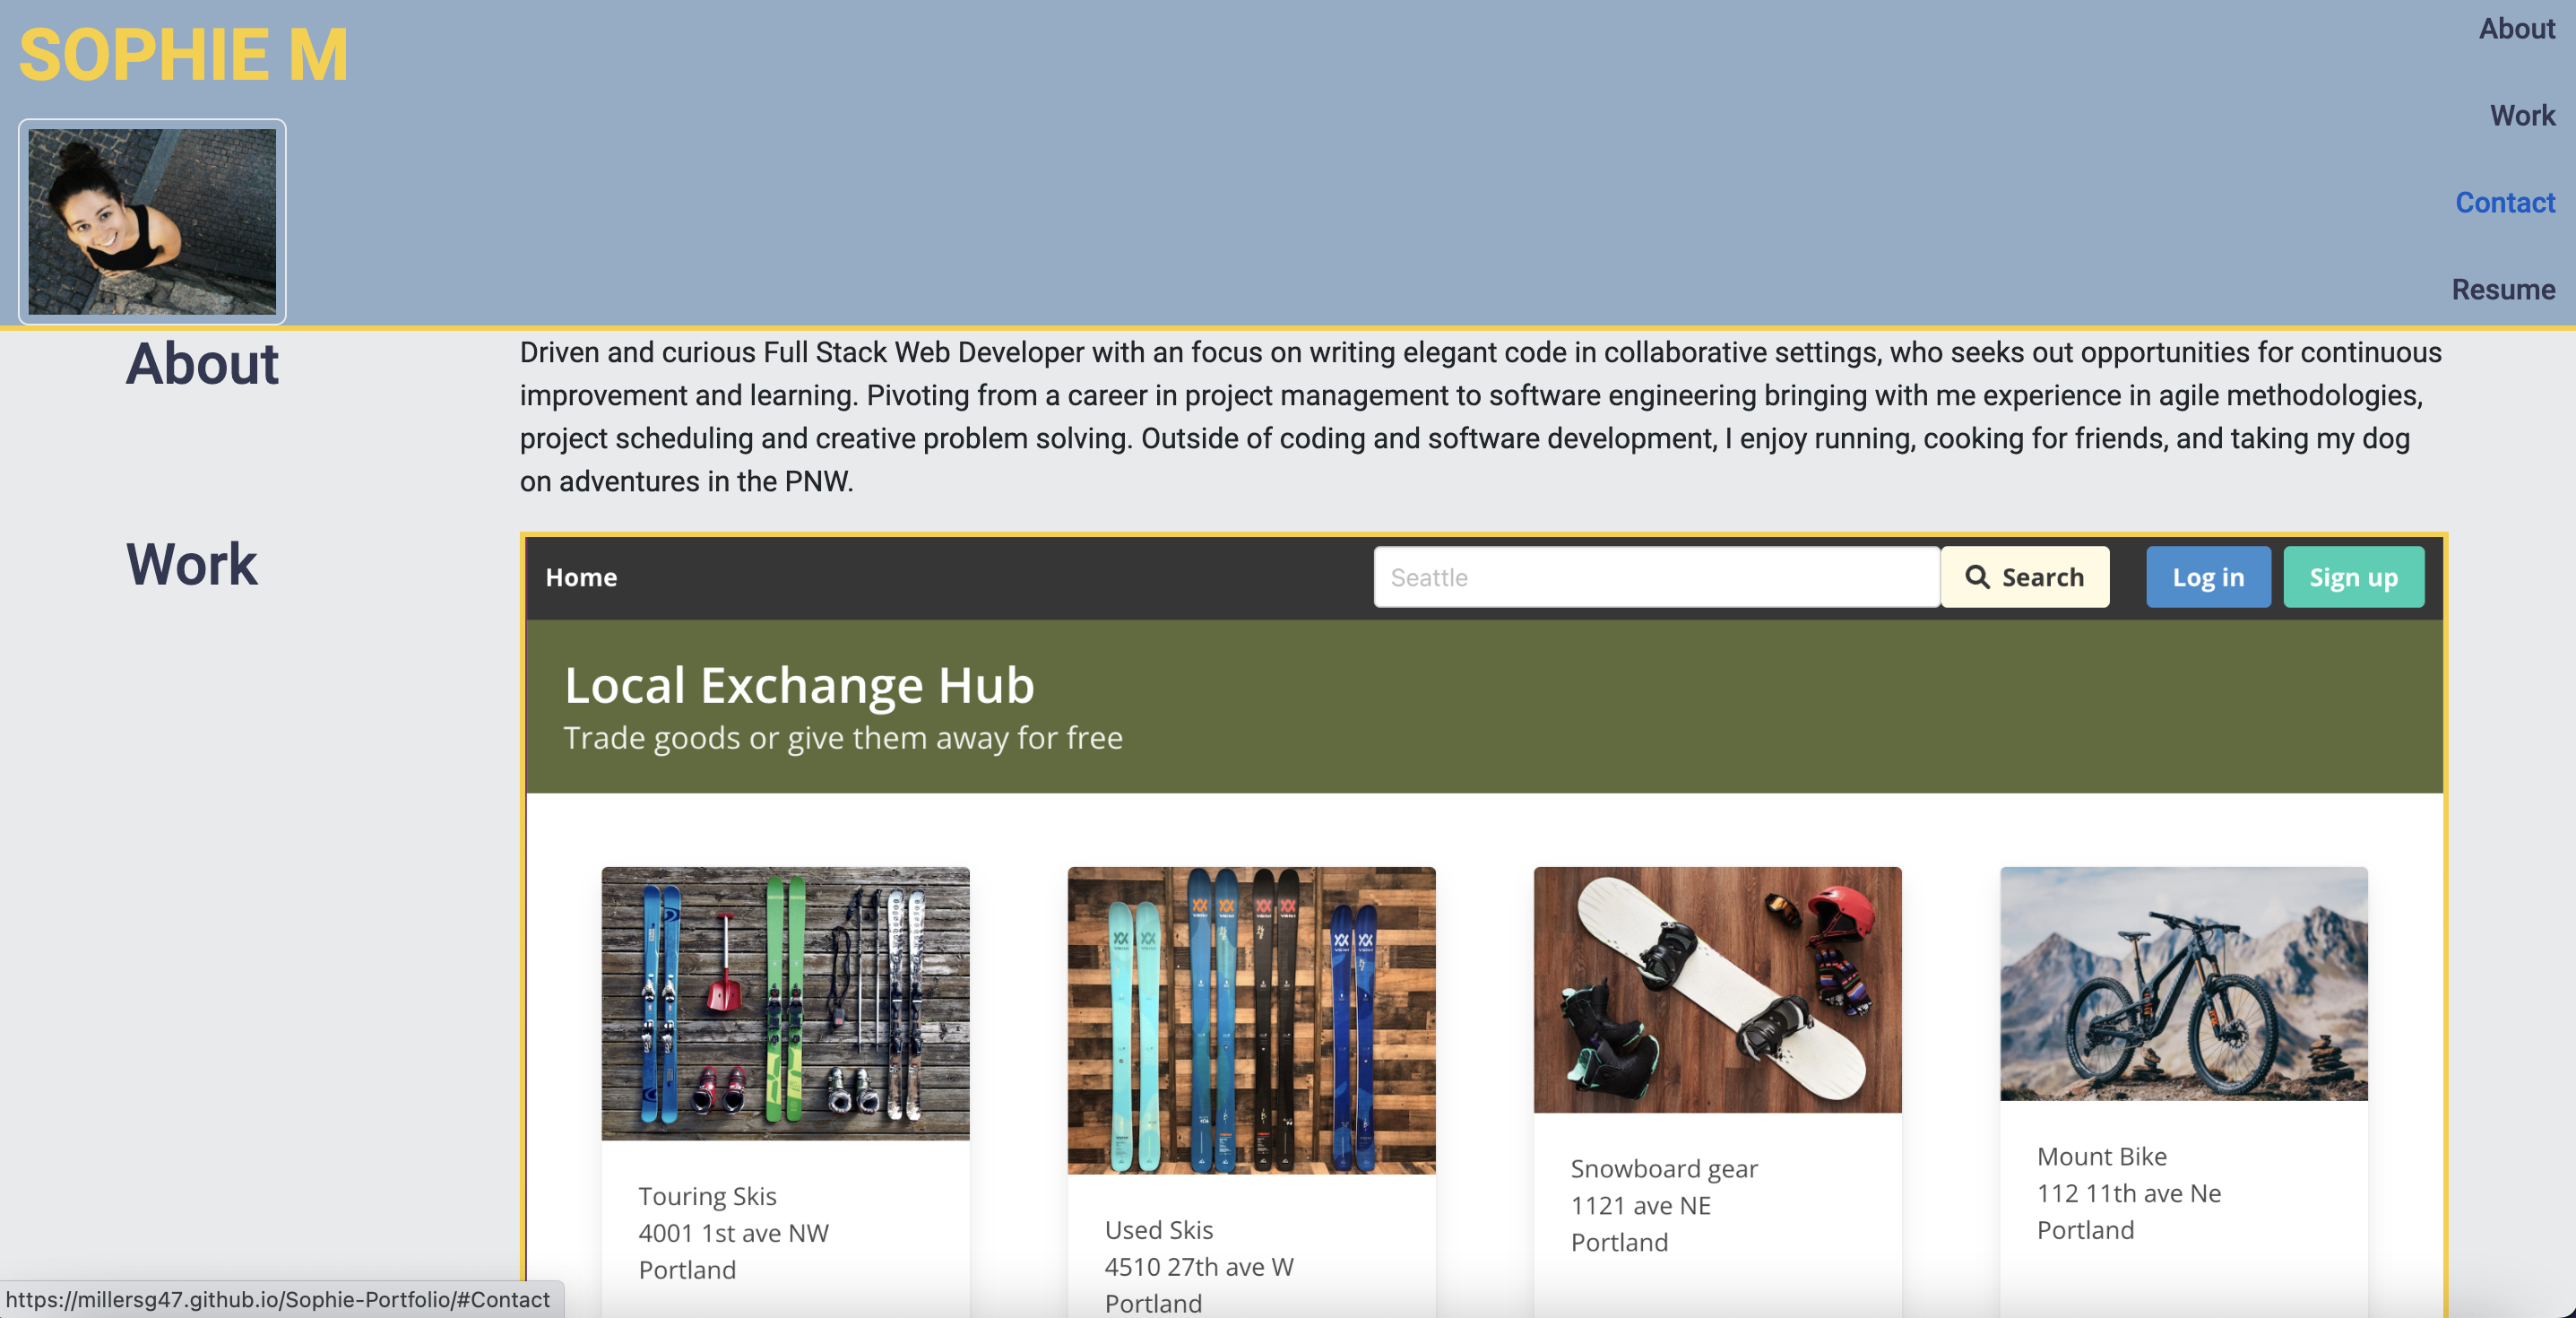 SOPHIE M
About
Work
Contact
Resume
About
Driven and curious Full Stack Web Developer with an focus on writing elegant code in collaborative settings, who seeks out opportunities for continuous
improvement and learning. Pivoting from a career in project management to software engineering bringing with me experience in agile methodologies,
project scheduling and creative problem solving. Outside of coding and software development, I enjoy running, cooking for friends, and taking my dog
on adventures in the PNW.
Work
Home
Seattle
Search
Log in
Sign up
Local Exchange Hub
Trade goods or give them away for free
Touring Skis
4001 1st ave NW
Portland
Used Skis
4510 27th ave W
Portland
Snowboard gear
1121 ave NE
Portland
Mount Bike
112 11th ave Ne
Portland
https://millersg47.github.io/Sophie-Portfolio/#Contact